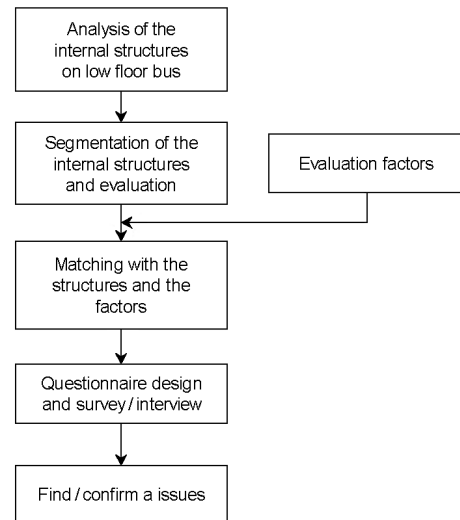 Analysis of the
internal structures
on low floor bus
Segmentation of the
internal structures
and evaluation
Evaluation factors
Matching with the
structures and the
factors
Questionnaire design
and survey/interview
Find/confirm a issues